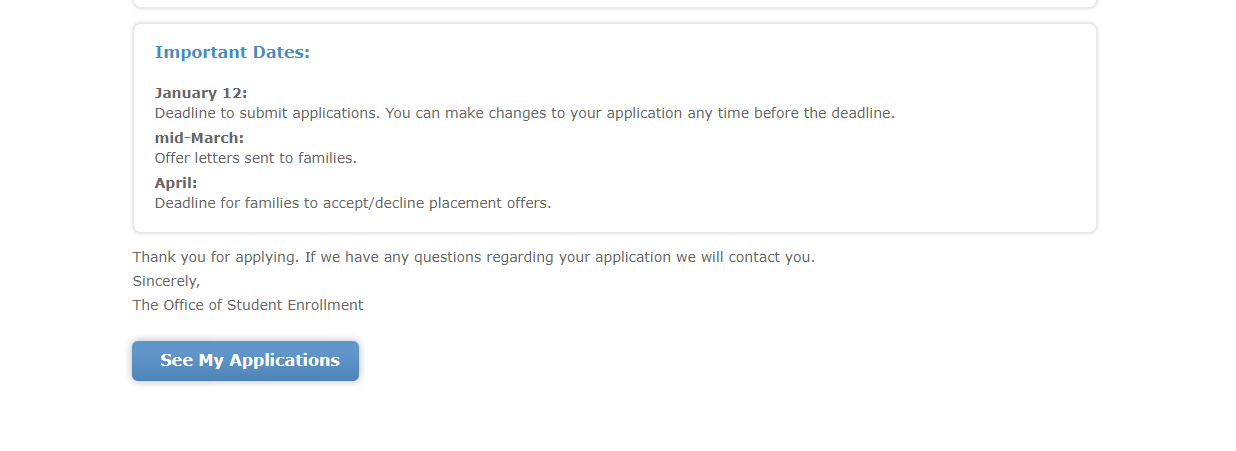 Important Dates:
January 12:
Deadline to submit applications. You can make changes to your application any time before the deadline.
mid-March:
Offer letters sent to families.
April:
Deadline for families to accept/decline placement offers.
Thank you for applying. If we have any questions regarding your application we will contact you.
Sincerely,
The Office of Student Enrollment
See My Applications